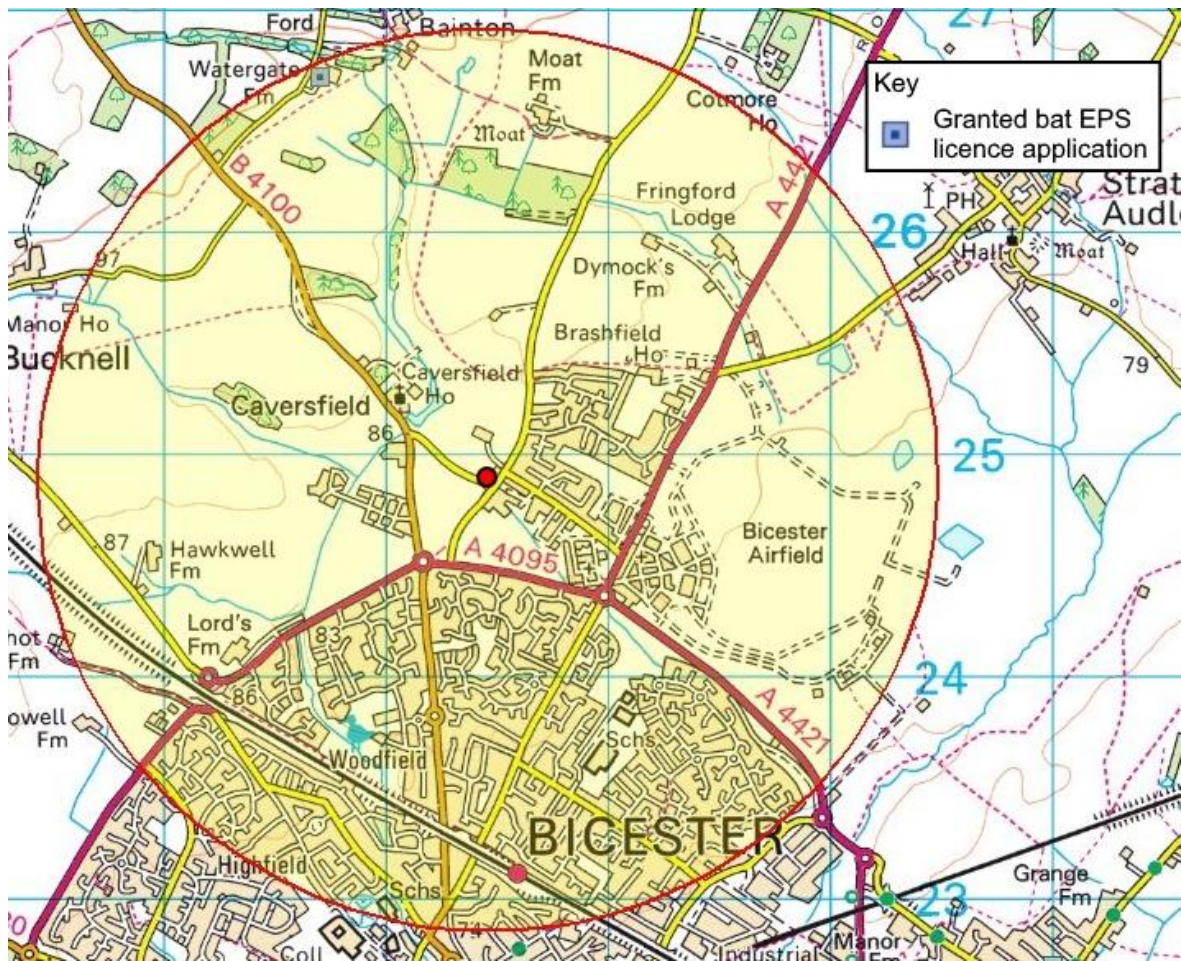 Ford
Bainton
27
Watergate
Fm
Moat
Fm
Cotmore
Ho
Key
Granted bat EPS
licence application
Moat
B 4100
A 4421
Fringford
Lodge
PH
Strat
Audle
26
Hall
Moat
97
Dymock's
Fm
Manor Ho
Bucknell
Brashfield
Ho
79
Caversfield
Ho
Caversfield
86
25
87
Hawkwell
Fm
A 4095
Bicester
Airfield
Lord's
Fm
83
not
Fm
24
86
owell
Fm
A 4421
Schs
Woodfield
BICESTER
Highfield
Schs
Grange
Fm
23
74
Coll
Industrial
Manor
Fm